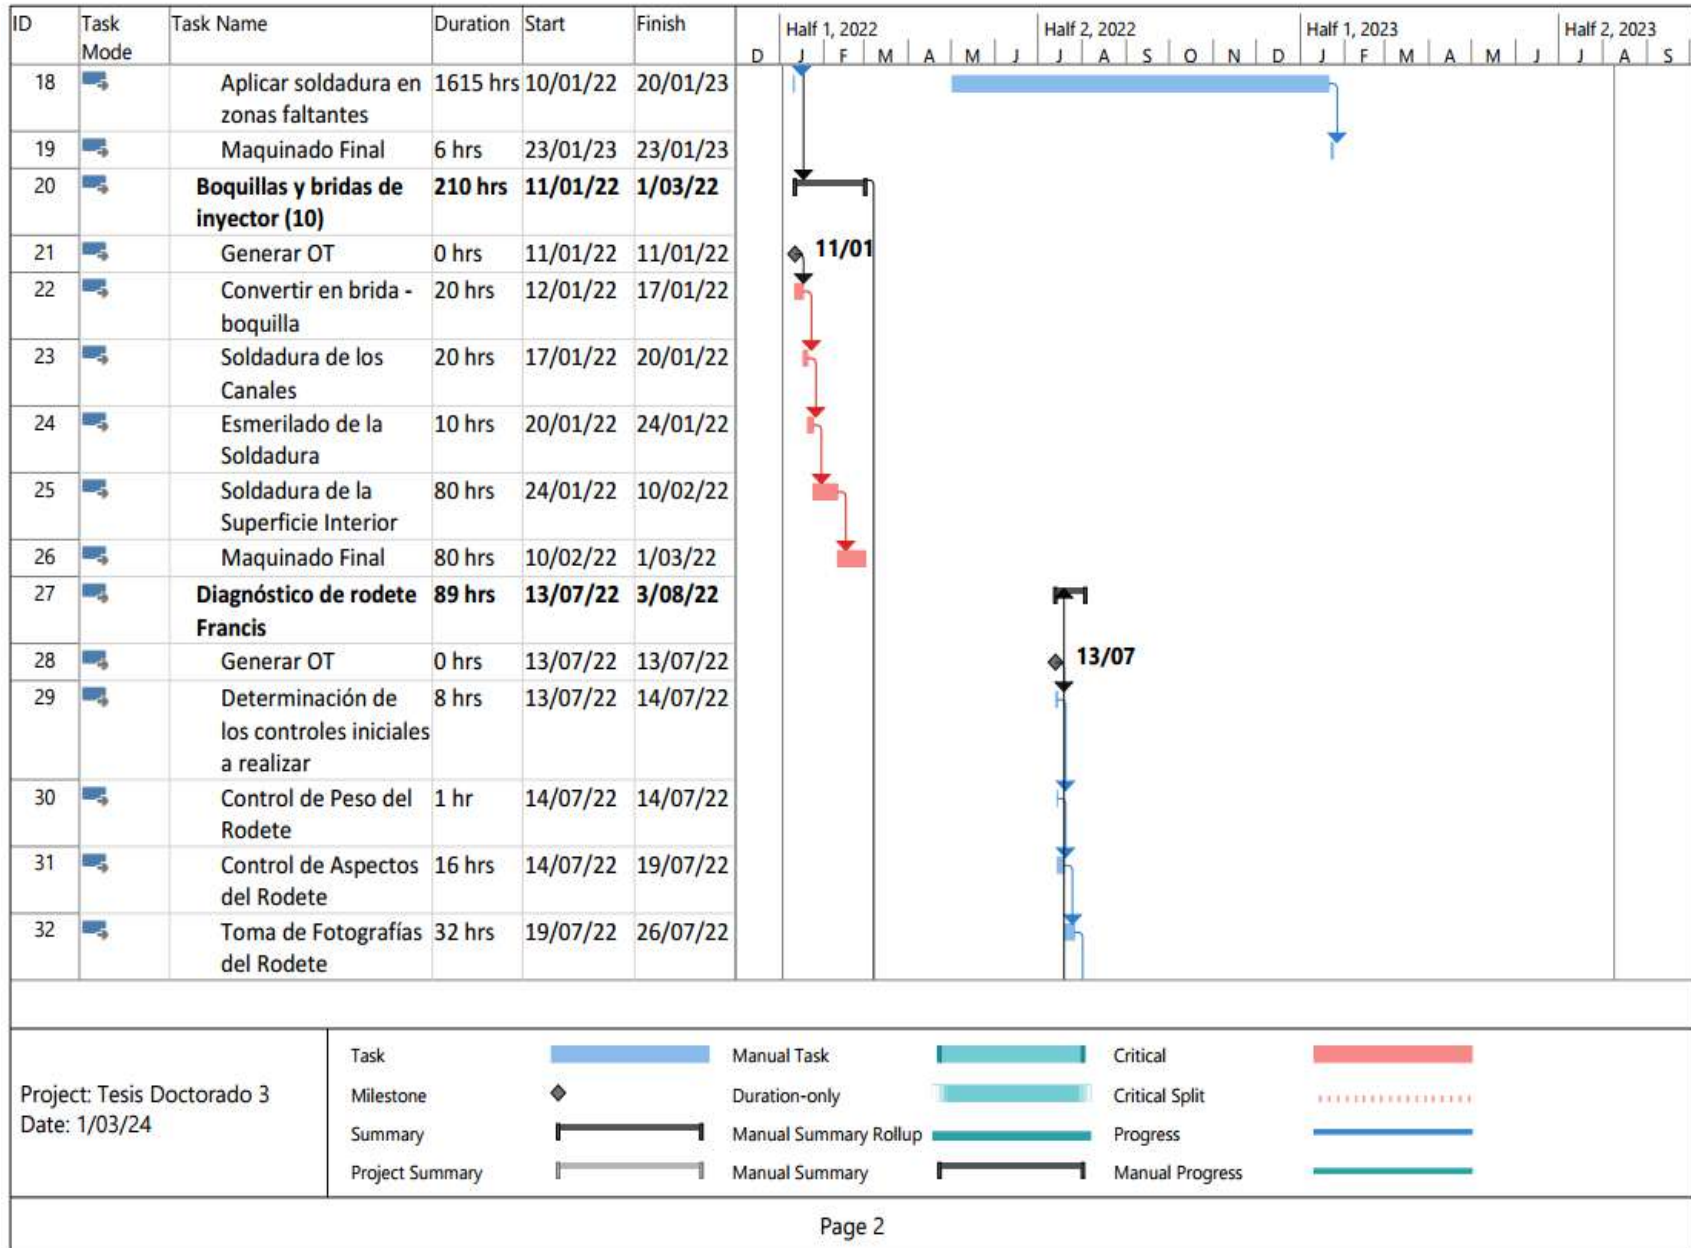 ID Task Task Name Duration Start Finish
Mode
Half 1, 2022 Half 2, 2022 Half 1, 2023 Half 2, 2023
D J F M A M J J A S O N D J F M A M J J A S
18 Aplicar soldadura en 1615 hrs 10/01/22 20/01/23
zonas faltantes
19 Maquinado Final 6 hrs 23/01/23 23/01/23
20 Boquillas y bridas de 210 hrs 11/01/22 1/03/22
inyector (10)
21 Generar OT 0 hrs 11/01/22 11/01/22 11/01
22 Convertir en brida - 20 hrs 12/01/22 17/01/22
boquilla
23 Soldadura de los 20 hrs 17/01/22 20/01/22
Canales
24 Esmerilado de la 10 hrs 20/01/22 24/01/22
Soldadura
25 Soldadura de la 80 hrs 24/01/22 10/02/22
Superficie Interior
26 Maquinado Final 80 hrs 10/02/22 1/03/22
27 Diagnóstico de rodete 89 hrs 13/07/22 3/08/22
Francis
28 Generar OT 0 hrs 13/07/22 13/07/22 13/07
29 Determinación de 8 hrs 13/07/22 14/07/22
los controles iniciales
a realizar
30 Control de Peso del 1 hr 14/07/22 14/07/22
Rodete
31 Control de Aspectos 16 hrs 14/07/22 19/07/22
del Rodete
32 Toma de Fotografías 32 hrs 19/07/22 26/07/22
del Rodete
Project: Tesis Doctorado 3
Date: 1/03/24
Task Manual Task Critical
Milestone Duration-only Critical Split
Summary Manual Summary Rollup Progress
Project Summary Manual Summary Manual Progress
Page 2